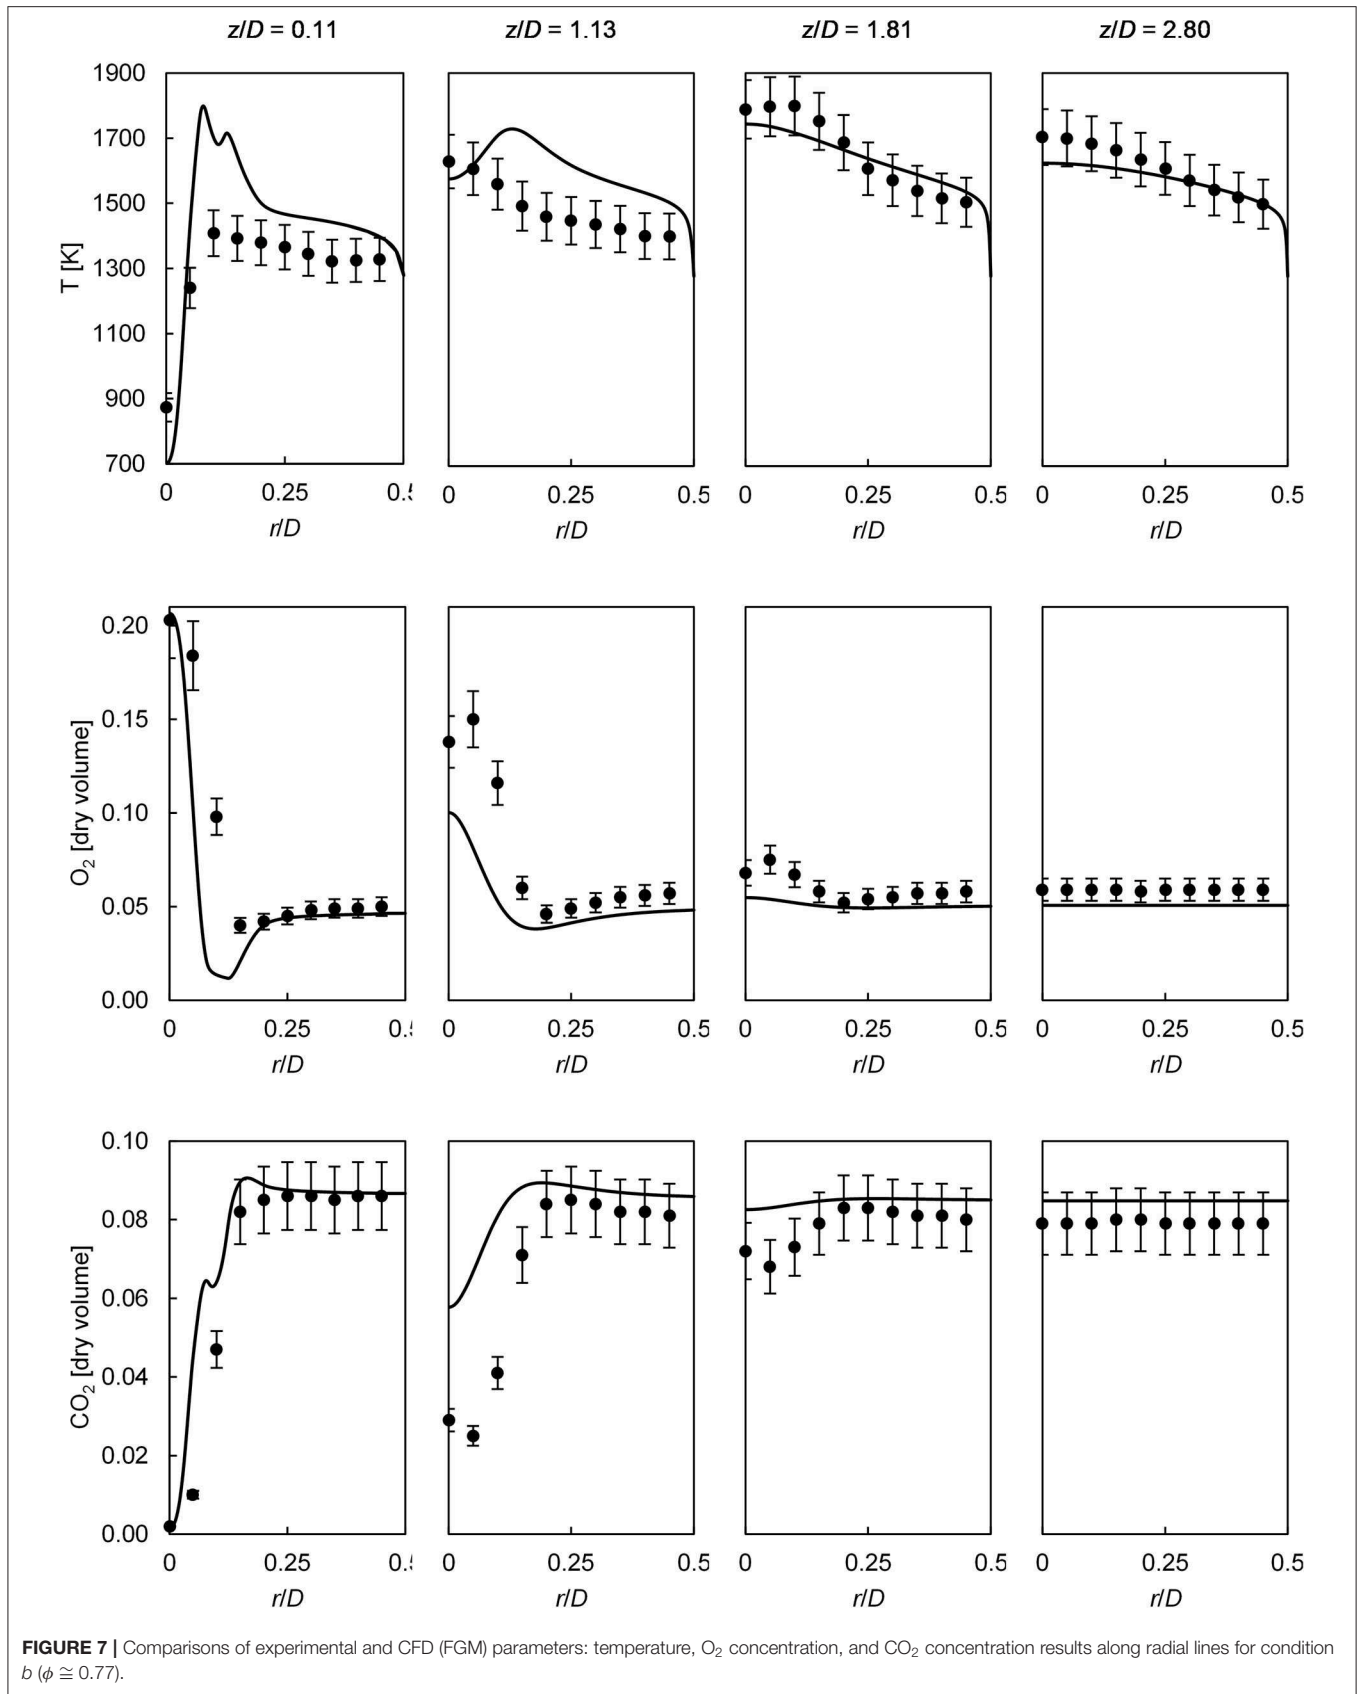 z/D = 0.11 z/D = 1.13 z/D = 1.81 z/D = 2.80
1900
1700
1500
1300
1100
900
700
T [K]
0 0.25 0.5 0 0.25 0.5 0 0.25 0.5 0 0.25 0.5
r/D r/D r/D r/D
0.20
0.15
0.10
0.05
0.00
O₂ [dry volume]
0 0.25 0.5 0 0.25 0.5 0 0.25 0.5 0 0.25 0.5
r/D r/D r/D r/D
0.10
0.08
0.06
0.04
0.02
0.00
CO₂ [dry volume]
0 0.25 0.5 0 0.25 0.5 0 0.25 0.5 0 0.25 0.5
r/D r/D r/D r/D
FIGURE 7 | Comparisons of experimental and CFD (FGM) parameters: temperature, O₂ concentration, and CO₂ concentration results along radial lines for condition
b (ϕ ≅ 0.77).